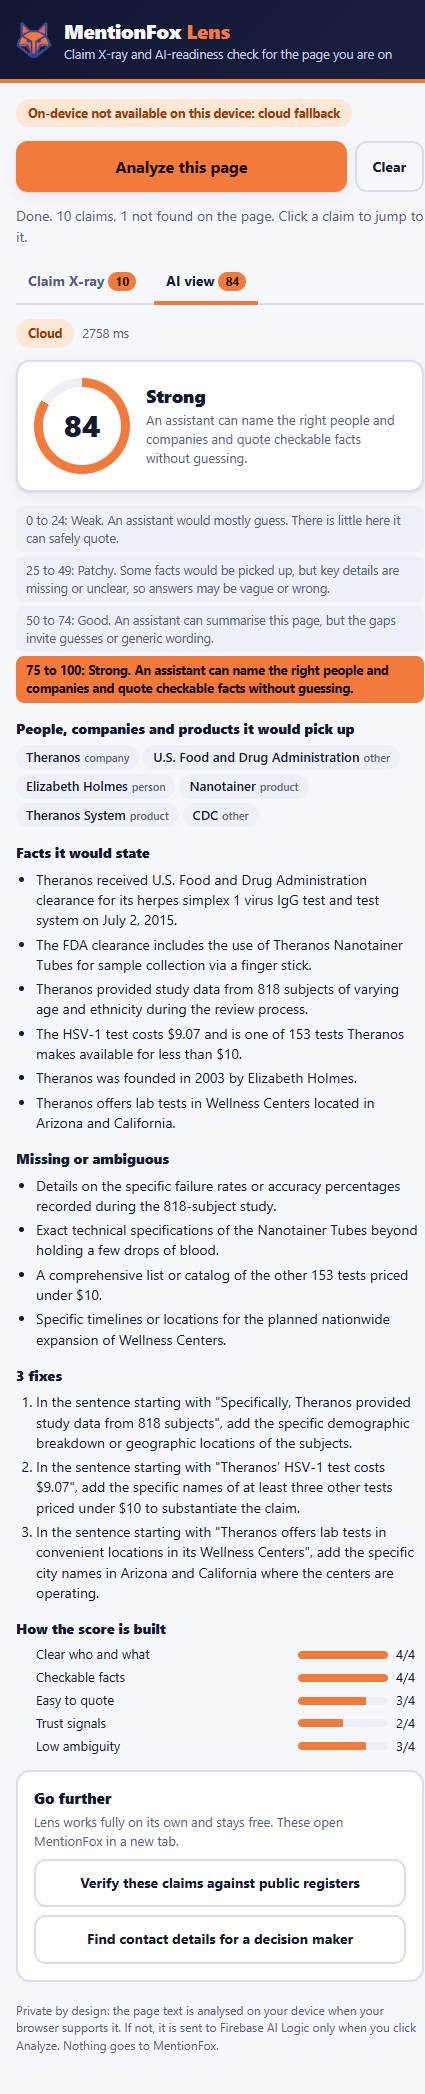 MentionFox Lens
Claim X-ray and AI-readiness check for the page you are on
On-device not available on this device: cloud fallback
Analyze this page
Clear
Done. 10 claims, 1 not found on the page. Click a claim to jump to
it.
Claim X-ray 10
AI view 84
Cloud 2758 ms
84
Strong
An assistant can name the right people and
companies and quote checkable facts
without guessing.
0 to 24: Weak. An assistant would mostly guess. There is little here it
can safely quote.
25 to 49: Patchy. Some facts would be picked up, but key details are
missing or unclear, so answers may be vague or wrong.
50 to 74: Good. An assistant can summarise this page, but the gaps
invite guesses or generic wording.
75 to 100: Strong. An assistant can name the right people and
companies and quote checkable facts without guessing.
People, companies and products it would pick up
Theranos company
U.S. Food and Drug Administration other
Elizabeth Holmes person
Nanotainer product
Theranos System product
CDC other
Facts it would state
• Theranos received U.S. Food and Drug Administration
clearance for its herpes simplex 1 virus IgG test and test
system on July 2, 2015.
• The FDA clearance includes the use of Theranos Nanotainer
Tubes for sample collection via a finger stick.
• Theranos provided study data from 818 subjects of varying
age and ethnicity during the review process.
• The HSV-1 test costs $9.07 and is one of 153 tests Theranos
makes available for less than $10.
• Theranos was founded in 2003 by Elizabeth Holmes.
• Theranos offers lab tests in Wellness Centers located in
Arizona and California.
Missing or ambiguous
• Details on the specific failure rates or accuracy percentages
recorded during the 818-subject study.
• Exact technical specifications of the Nanotainer Tubes beyond
holding a few drops of blood.
• A comprehensive list or catalog of the other 153 tests priced
under $10.
• Specific timelines or locations for the planned nationwide
expansion of Wellness Centers.
3 fixes
1. In the sentence starting with "Specifically, Theranos provided
study data from 818 subjects", add the specific demographic
breakdown or geographic locations of the subjects.
2. In the sentence starting with "Theranos' HSV-1 test costs
$9.07", add the specific names of at least three other tests
priced under $10 to substantiate the claim.
3. In the sentence starting with "Theranos offers lab tests in
convenient locations in its Wellness Centers", add the specific
city names in Arizona and California where the centers are
operating.
How the score is built
Clear who and what 4/4
Checkable facts 4/4
Easy to quote 3/4
Trust signals 2/4
Low ambiguity 3/4
Go further
Lens works fully on its own and stays free. These open
MentionFox in a new tab.
Verify these claims against public registers
Find contact details for a decision maker
Private by design: the page text is analysed on your device when your
browser supports it. If not, it is sent to Firebase AI Logic only when you click
Analyze. Nothing goes to MentionFox.